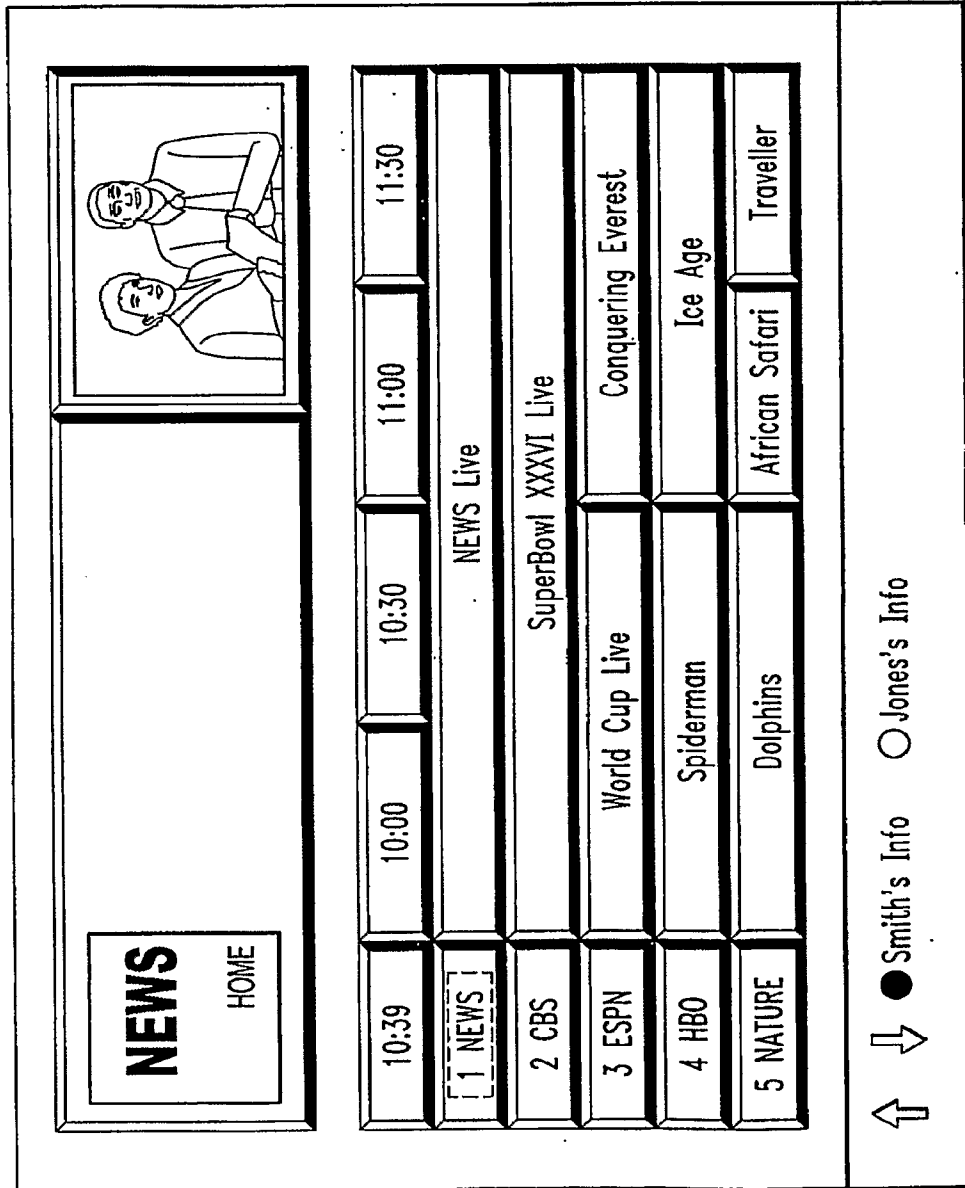 NEWS
HOME
10:39 10:00 10:30 11:00 11:30
1 NEWS NEWS Live
2 CBS SuperBowl XXXVI Live
3 ESPN World Cup Live Conquering Everest
4 HBO Spiderman Ice Age
5 NATURE Dolphins African Safari Traveller
Smith's Info Jones's Info